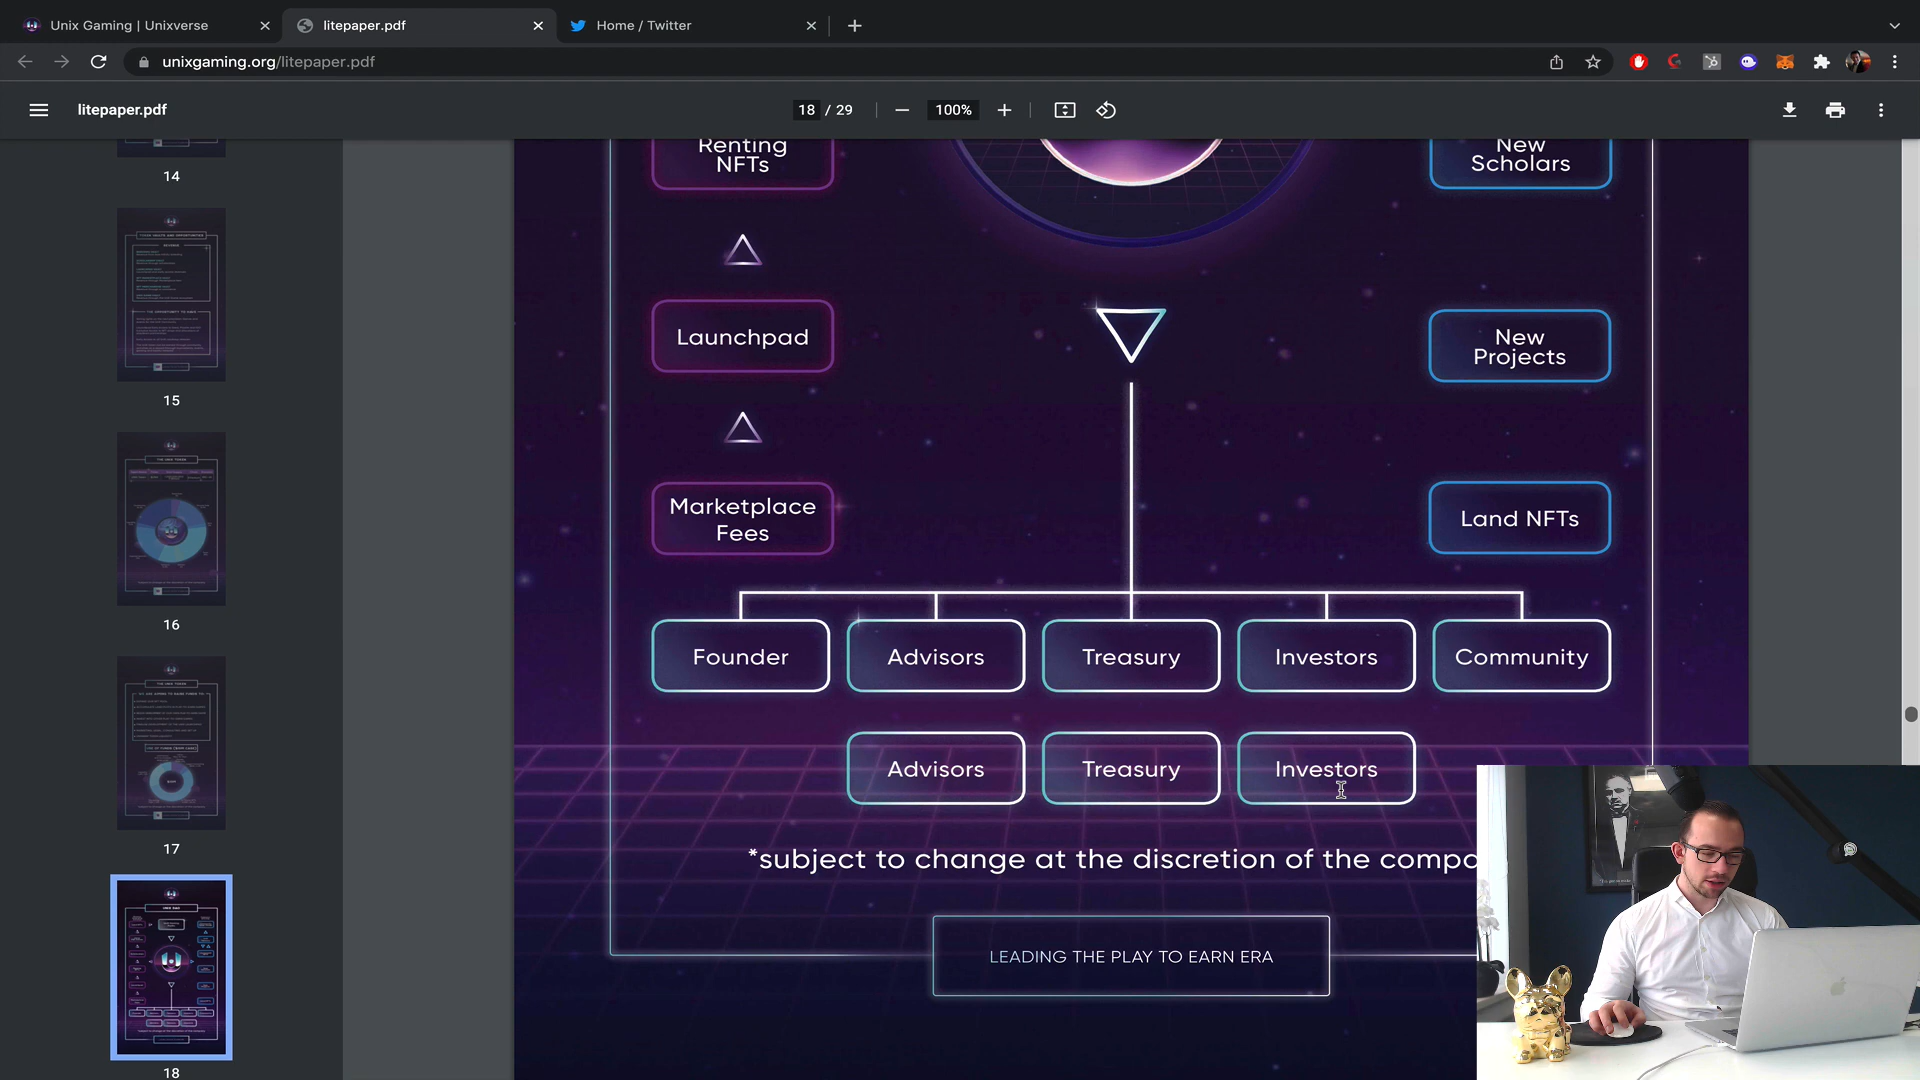 Unix Gaming | Unixverse
litepaper.pdf
Home / Twitter
unixgaming.org/litepaper.pdf
litepaper.pdf
18 / 29
100%
14
15
16
17
18
Renting
NFTs
New
Scholars
Launchpad
New
Projects
Marketplace
Fees
Land NFTs
Founder
Advisors
Treasury
Investors
Community
Advisors
Treasury
Investors
*subject to change at the discretion of the compa
LEADING THE PLAY TO EARN ERA